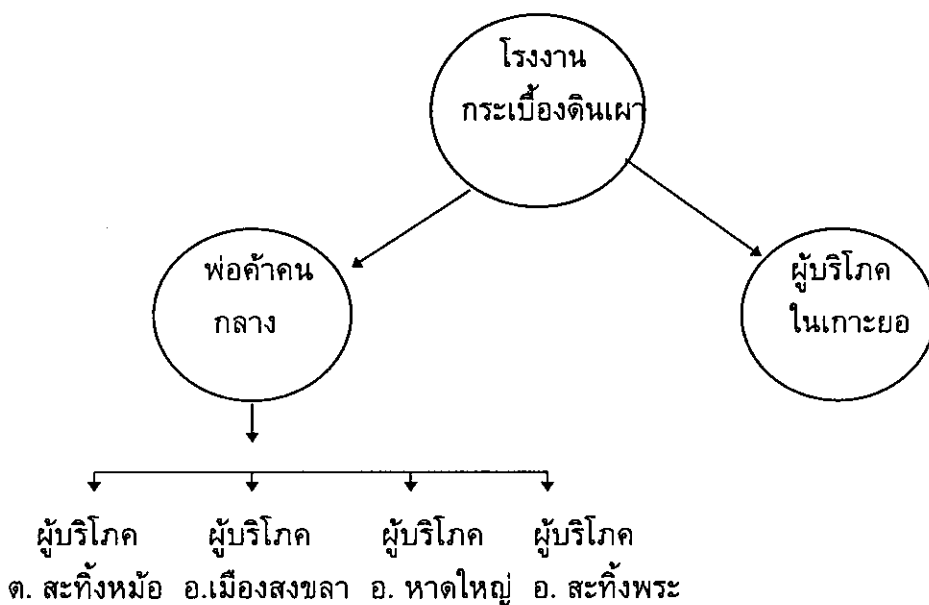 โรงงาน
กระเบื้องดินเผา
พ่อค้าคน
กลาง
ผู้บริโภค
ในเกาะยอ
ผู้บริโภค ผู้บริโภค ผู้บริโภค ผู้บริโภค
ต. สะทิ้งหม้อ อ.เมืองสงขลา อ. หาดใหญ่ อ. สะทิ้งพระ